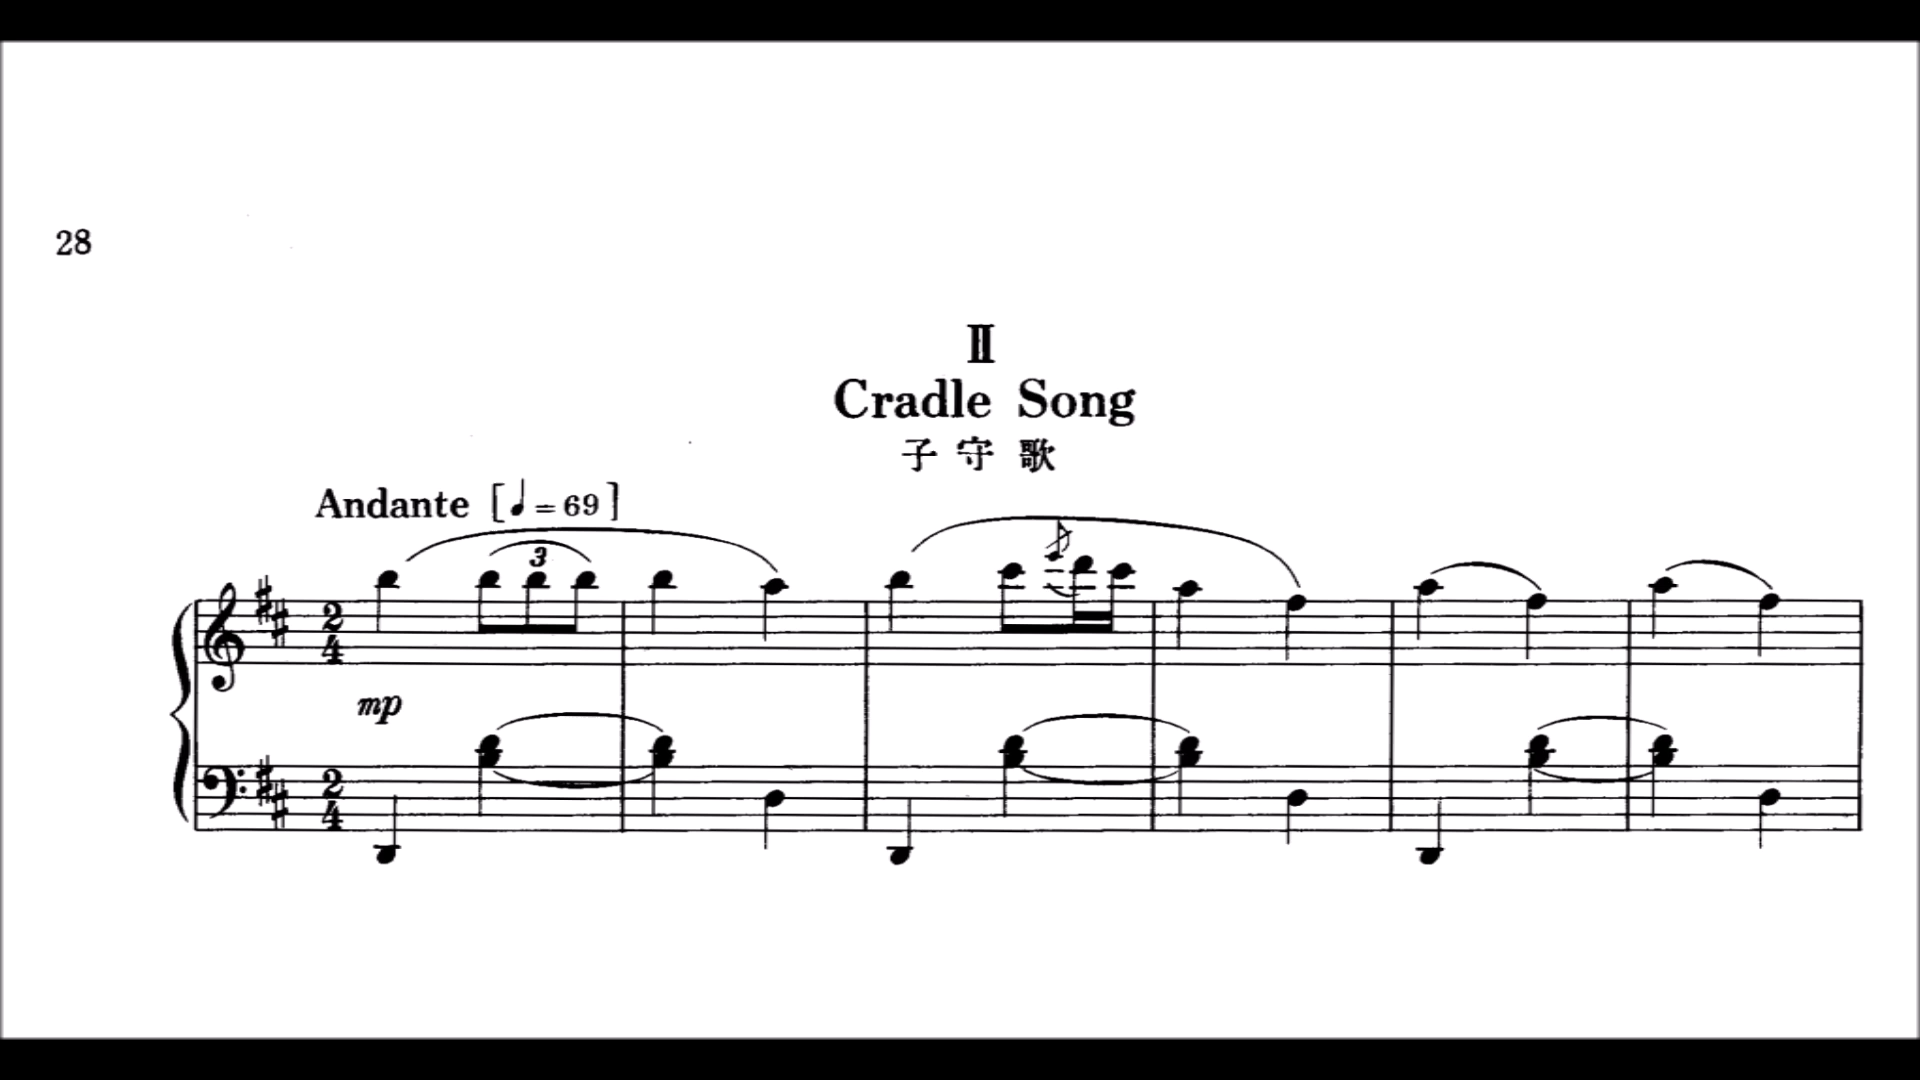 28
II
Cradle Song
子守歌
Andante [♩= 69]
3
2
4
mp
2
4